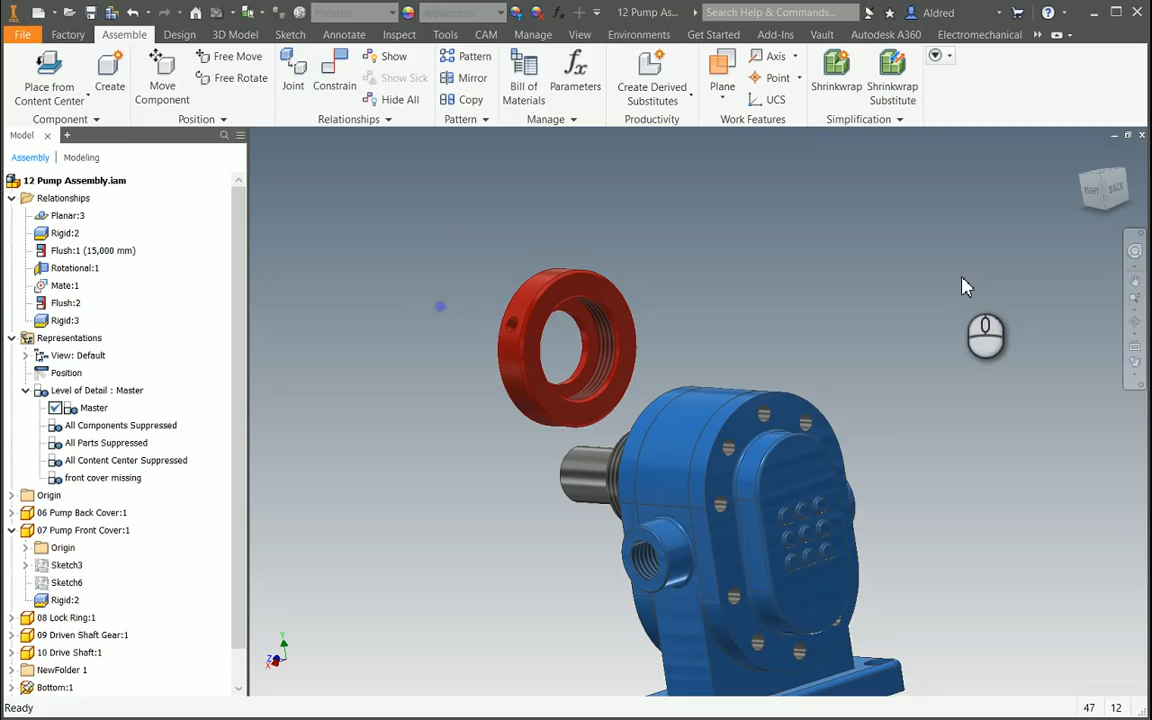 Material
Appearance
12 Pump As...
Search Help & Commands...
Aldred
File
Factory
Assemble
Design
3D Model
Sketch
Annotate
Inspect
Tools
CAM
Manage
View
Environments
Get Started
Add-Ins
Vault
Autodesk A360
Electromechanical
Place from
Content Center
Create
Free Move
Free Rotate
Move
Component
Joint
Constrain
Show
Show Sick
Hide All
Pattern
Mirror
Copy
Bill of
Materials
Parameters
Create Derived
Substitutes
Plane
Axis
Point
UCS
Shrinkwrap
Shrinkwrap
Substitute
Component
Position
Relationships
Pattern
Manage
Productivity
Work Features
Simplification
Model
Assembly
Modeling
12 Pump Assembly.iam
Relationships
Planar:3
Rigid:2
Flush:1 (15,000 mm)
Rotational:1
Mate:1
Flush:2
Rigid:3
Representations
View: Default
Position
Level of Detail : Master
Master
All Components Suppressed
All Parts Suppressed
All Content Center Suppressed
front cover missing
Origin
06 Pump Back Cover:1
07 Pump Front Cover:1
Origin
Sketch3
Sketch6
Rigid:2
08 Lock Ring:1
09 Driven Shaft Gear:1
10 Drive Shaft:1
NewFolder 1
Bottom:1
RIGHT
BACK
Y
Z
X
Ready
47
12